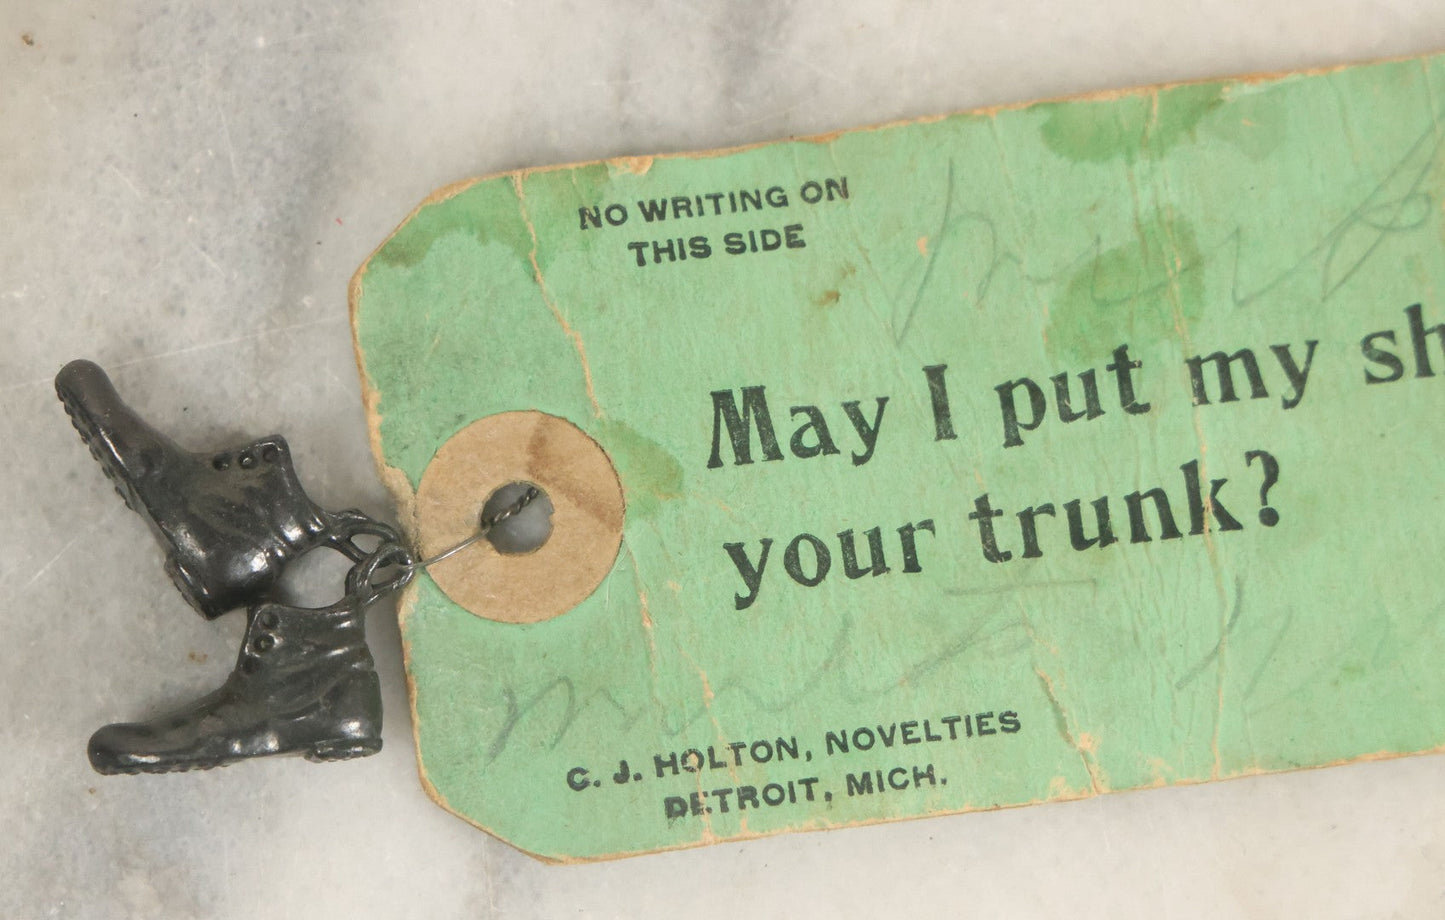 NO WRITING ON
THIS SIDE
May I put my sh
your trunk?
C. J. HOLTON, NOVELTIES
DETROIT, MICH.